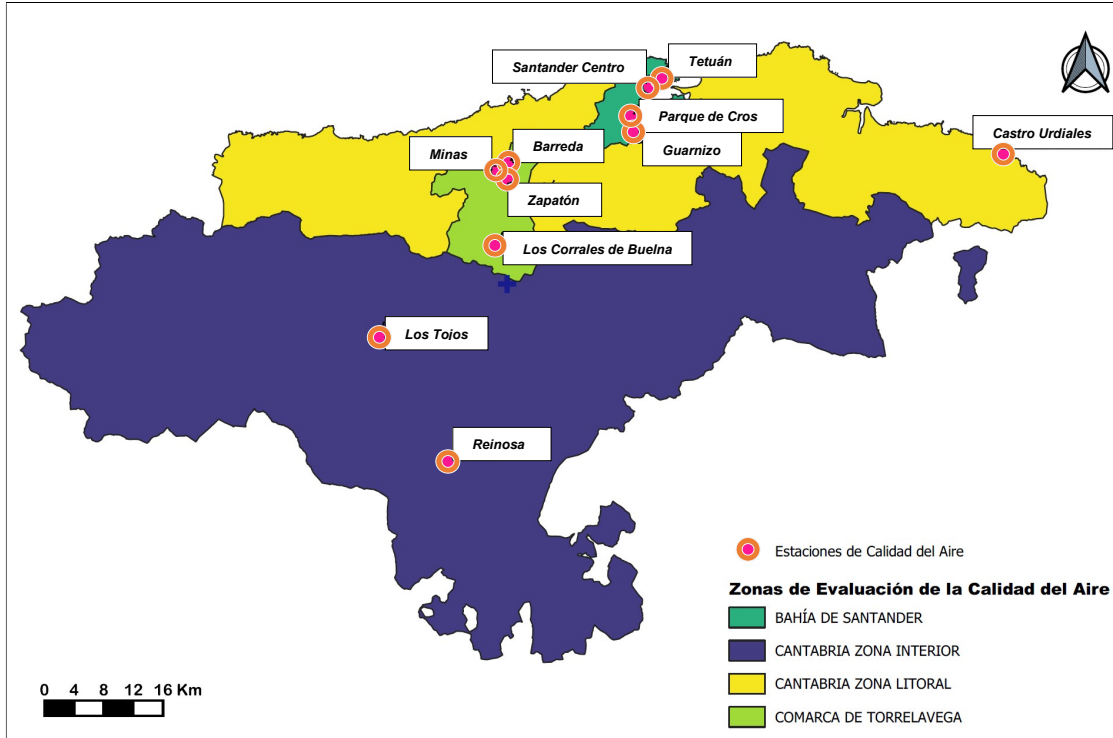 Tetuán
Santander Centro
Parque de Cros
Castro Urdiales
Barreda
Minas
Guarnizo
Zapatón
Los Corrales de Buelna
Los Tojos
Reinosa
Estaciones de Calidad del Aire
Zonas de Evaluación de la Calidad del Aire
BAHÍA DE SANTANDER
CANTABRIA ZONA INTERIOR
CANTABRIA ZONA LITORAL
COMARCA DE TORRELAVEGA
0 4 8 12 16 Km